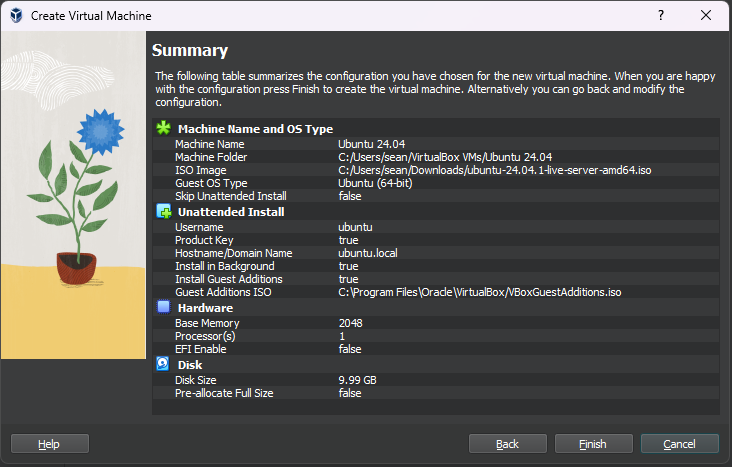 Create Virtual Machine
?
Summary
The following table summarizes the configuration you have chosen for the new virtual machine. When you are happy
with the configuration press Finish to create the virtual machine. Alternatively you can go back and modify the
configuration.
Machine Name and OS Type
Machine Name Ubuntu 24.04
Machine Folder C:/Users/sean/VirtualBox VMs/Ubuntu 24.04
ISO Image C:/Users/sean/Downloads/ubuntu-24.04.1-live-server-amd64.iso
Guest OS Type Ubuntu (64-bit)
Skip Unattended Install false
Unattended Install
Username ubuntu
Product Key true
Hostname/Domain Name ubuntu.local
Install in Background true
Install Guest Additions true
Guest Additions ISO C:\Program Files\Oracle\VirtualBox/VBoxGuestAdditions.iso
Hardware
Base Memory 2048
Processor(s) 1
EFI Enable false
Disk
Disk Size 9.99 GB
Pre-allocate Full Size false
Help Back Finish Cancel